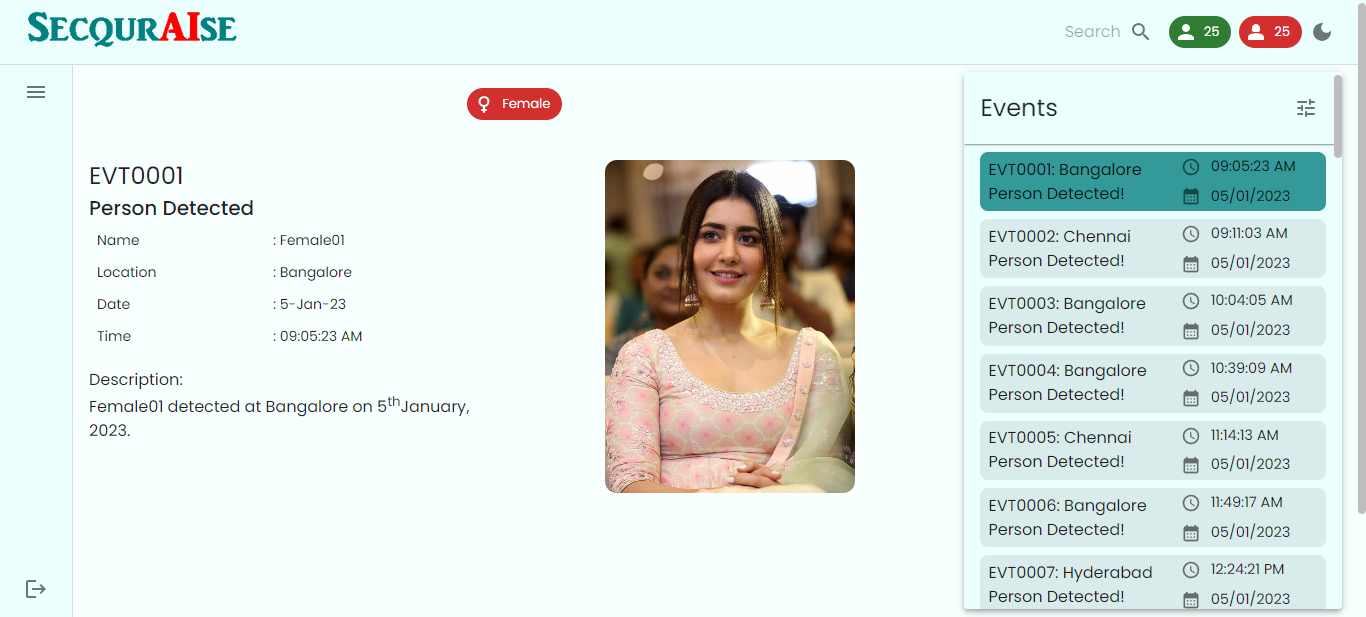 SECQURAISE
Search
25
25
Female
EVT0001
Person Detected
Name : Female01
Location : Bangalore
Date : 5-Jan-23
Time : 09:05:23 AM
Description:
Female01 detected at Bangalore on 5thJanuary,
2023.
Events
EVT0001: Bangalore 09:05:23 AM
Person Detected! 05/01/2023
EVT0002: Chennai 09:11:03 AM
Person Detected! 05/01/2023
EVT0003: Bangalore 10:04:05 AM
Person Detected! 05/01/2023
EVT0004: Bangalore 10:39:09 AM
Person Detected! 05/01/2023
EVT0005: Chennai 11:14:13 AM
Person Detected! 05/01/2023
EVT0006: Bangalore 11:49:17 AM
Person Detected! 05/01/2023
EVT0007: Hyderabad 12:24:21 PM
Person Detected! 05/01/2023